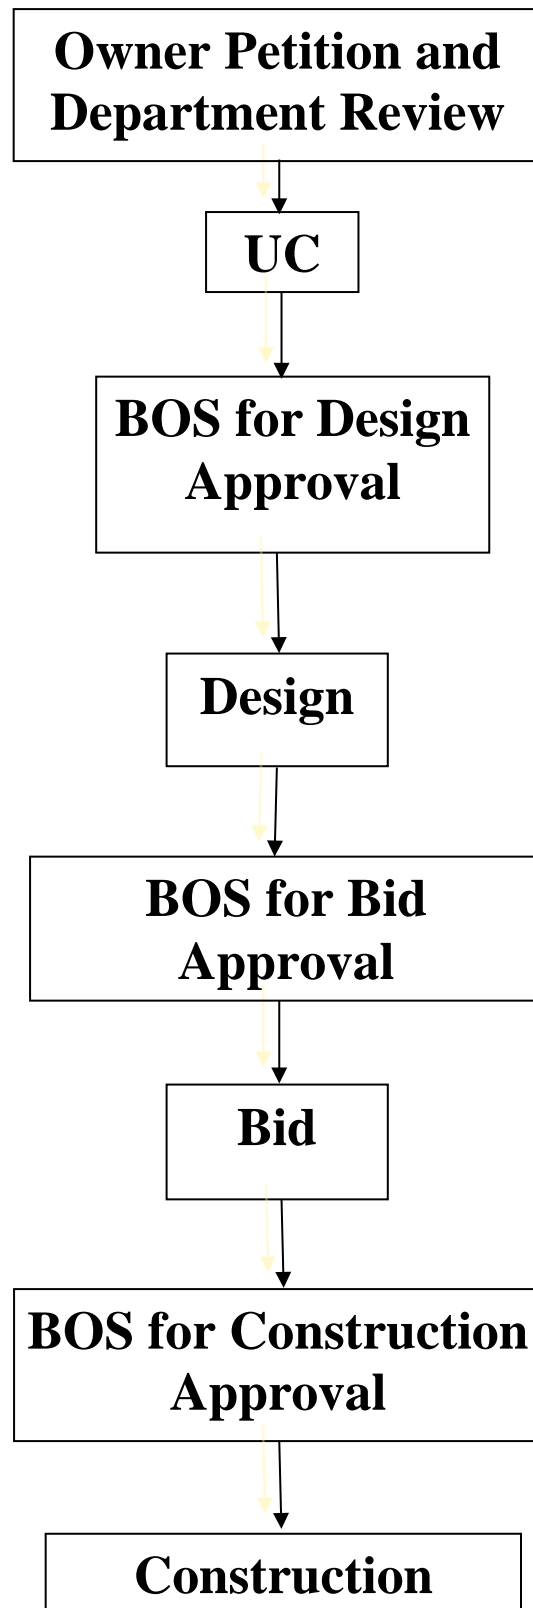 Owner Petition and
Department Review
UC
BOS for Design
Approval
Design
BOS for Bid
Approval
Bid
BOS for Construction
Approval
Construction